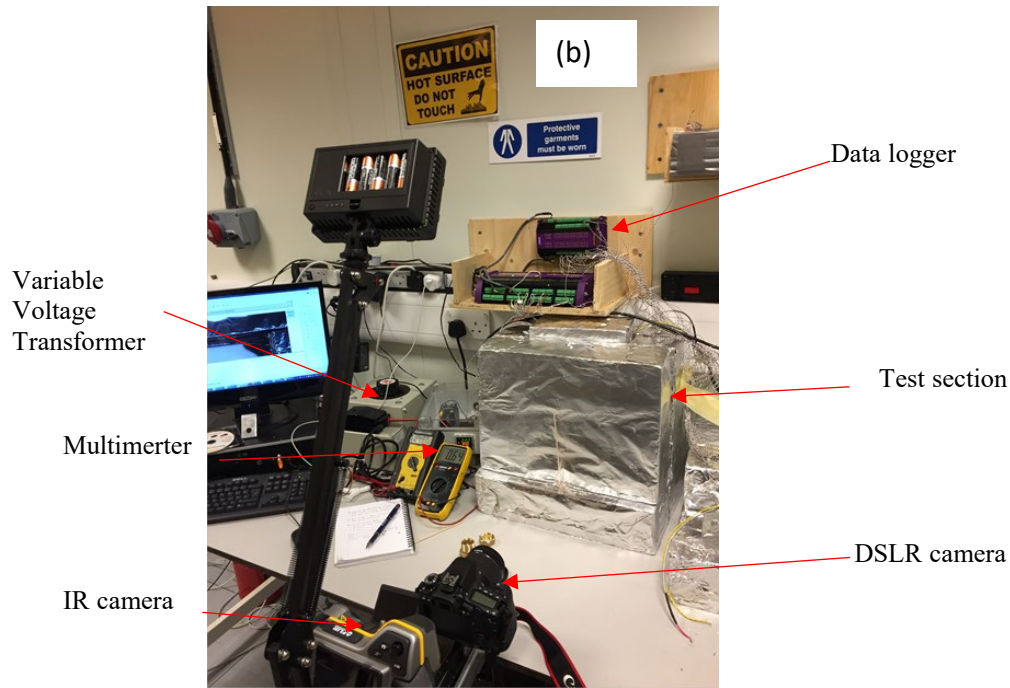 (b)
CAUTION
HOT SURFACE
DO NOT
TOUCH
Protective
garments
must be worn
Data logger
Variable
Voltage
Transformer
Test section
Multimerter
DSLR camera
IR camera